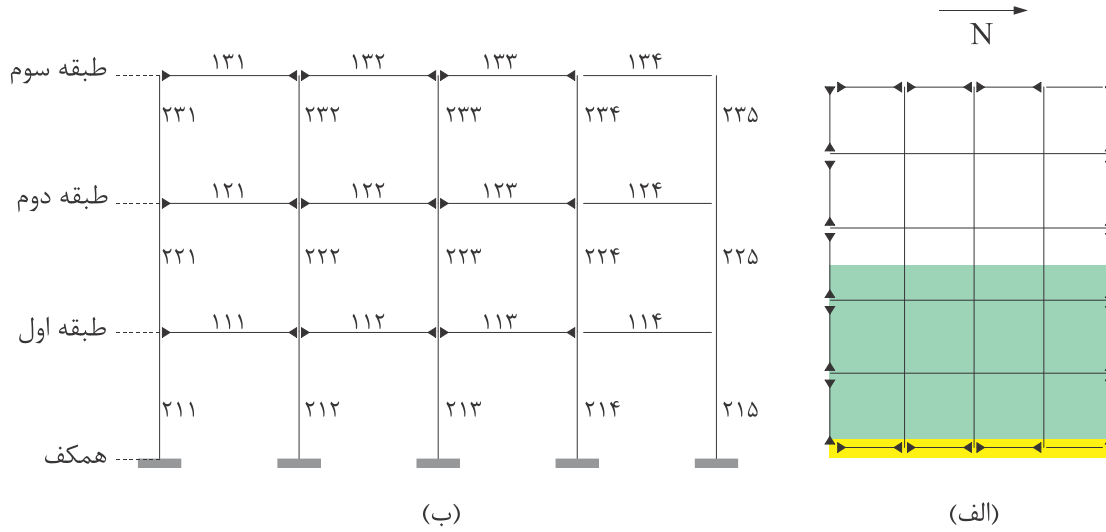 N
طبقه سوم
۱۳۱ ۱۳۲ ۱۳۳ ۱۳۴
۲۳۱ ۲۳۲ ۲۳۳ ۲۳۴ ۲۳۵
طبقه دوم
۱۲۱ ۱۲۲ ۱۲۳ ۱۲۴
۲۲۱ ۲۲۲ ۲۲۳ ۲۲۴ ۲۲۵
طبقه اول
۱۱۱ ۱۱۲ ۱۱۳ ۱۱۴
۲۱۱ ۲۱۲ ۲۱۳ ۲۱۴ ۲۱۵
همکف
(الف)
(ب)